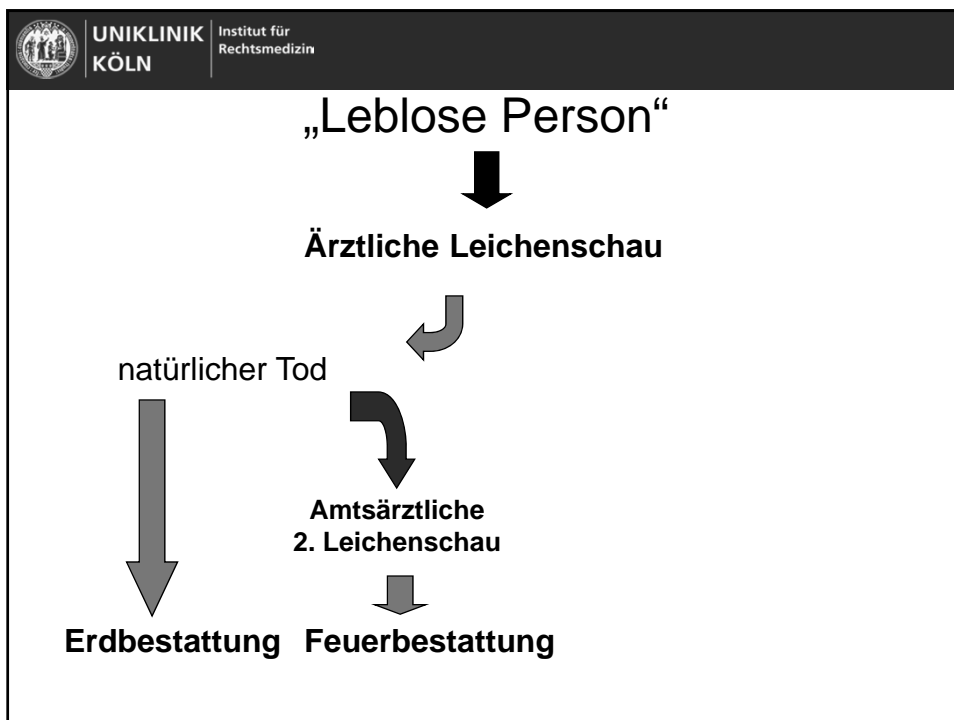 UNIKLINIK
KÖLN
Institut für
Rechtsmedizin
„Leblose Person“
Ärztliche Leichenschau
natürlicher Tod
Amtsärztliche
2. Leichenschau
Erdbestattung Feuerbestattung